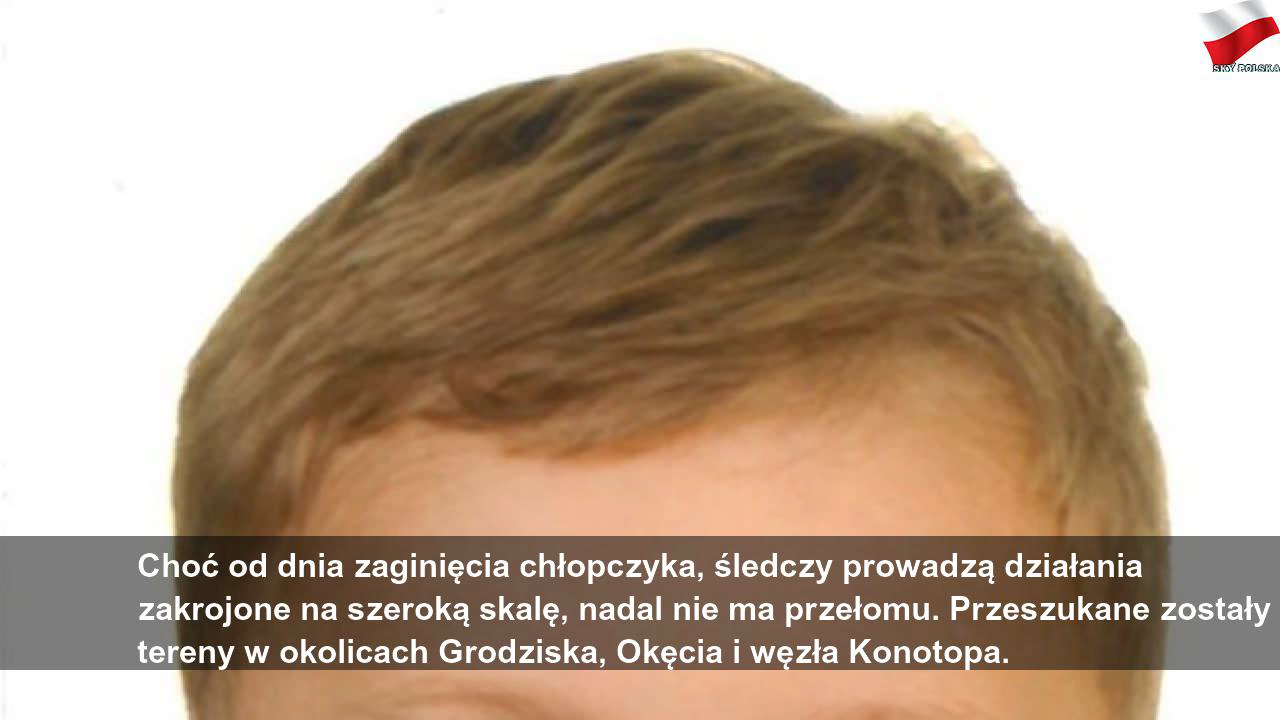 SKY POLSKA
Choć od dnia zaginięcia chłopczyka, śledczy prowadzą działania
zakrojone na szeroką skalę, nadal nie ma przełomu. Przeszukane zostały
tereny w okolicach Grodziska, Okęcia i węzła Konotopa.